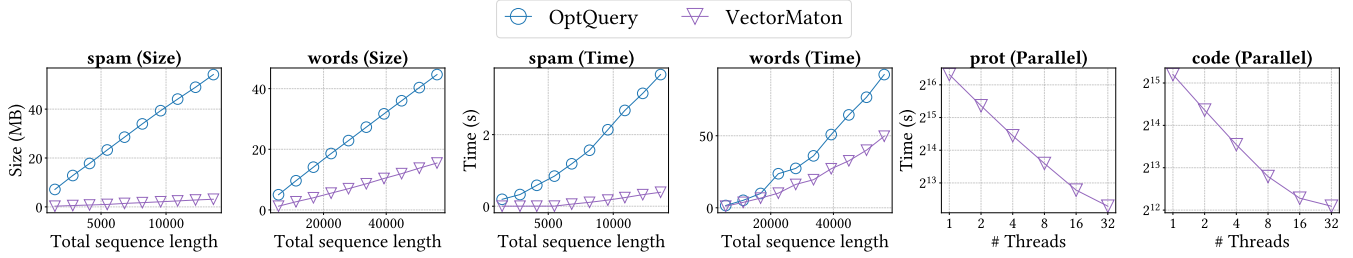 OptQuery VectorMaton
spam (Size)
Size (MB)
40
20
0
5000 10000
Total sequence length
words (Size)
40
20
0
20000 40000
Total sequence length
spam (Time)
Time (s)
2
0
5000 10000
Total sequence length
words (Time)
50
0
20000 40000
Total sequence length
prot (Parallel)
Time (s)
2^16
2^15
2^14
2^13
1 2 4 8 16 32
# Threads
code (Parallel)
2^15
2^14
2^13
2^12
1 2 4 8 16 32
# Threads